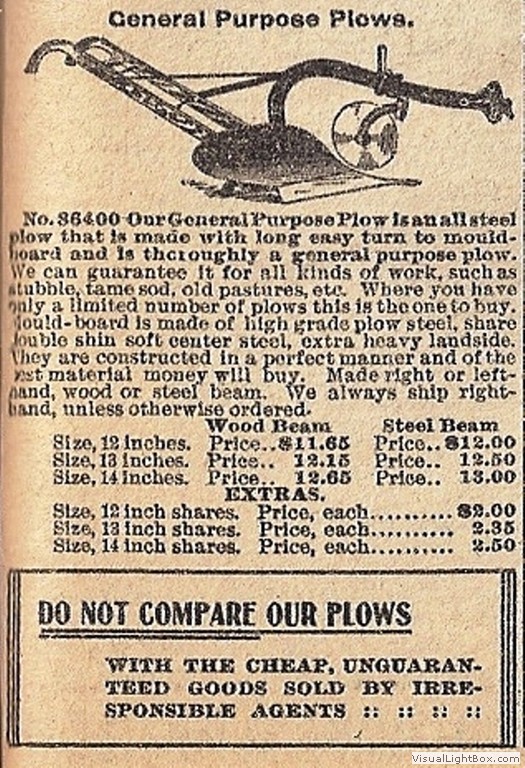 General Purpose Plows.
No. 36400 Our General Purpose Plow is an all steel
plow that is made with long easy turn to mould-
board and is thoroughly a general purpose plow.
We can guarantee it for all kinds of work, such as
stubble, tame sod, old pastures, etc. Where you have
only a limited number of plows this is the one to buy.
Mould-board is made of high grade plow steel, share
double shin soft center steel, extra heavy landside.
They are constructed in a perfect manner and of the
best material money will buy. Made right or left-
hand, wood or steel beam. We always ship right-
hand, unless otherwise ordered.
Wood Beam Steel Beam
Size, 12 inches. Price..$11.65 Price..$12.00
Size, 13 inches. Price.. 12.15 Price.. 12.50
Size, 14 inches. Price.. 12.65 Price.. 13.00
EXTRAS.
Size, 12 inch shares. Price, each..........$2.00
Size, 13 inch shares. Price, each.......... 2.35
Size, 14 inch shares. Price, each.......... 2.50
DO NOT COMPARE OUR PLOWS
WITH THE CHEAP, UNGUARAN-
TEED GOODS SOLD BY IRRE-
SPONSIBLE AGENTS :: :: :: ::
VisualLightBox.com